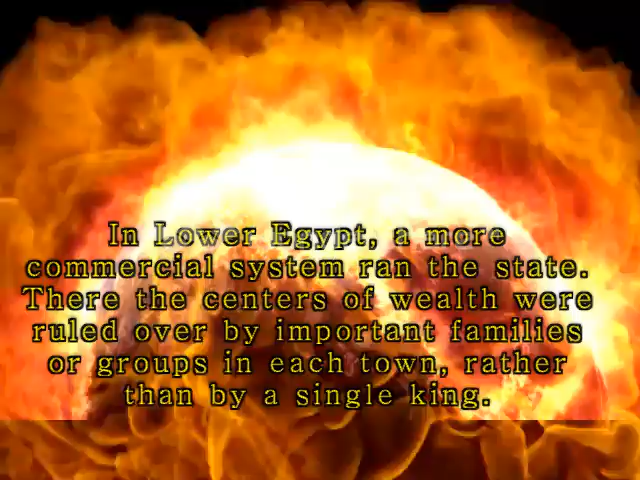 In Lower Egypt, a more
commercial system ran the state.
There the centers of wealth were
ruled over by important families
or groups in each town, rather
than by a single king.